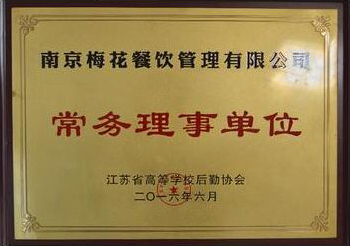 南京梅花餐饮管理有限公司
常务理事单位
江苏省高等学校后勤协会
二〇一六年六月